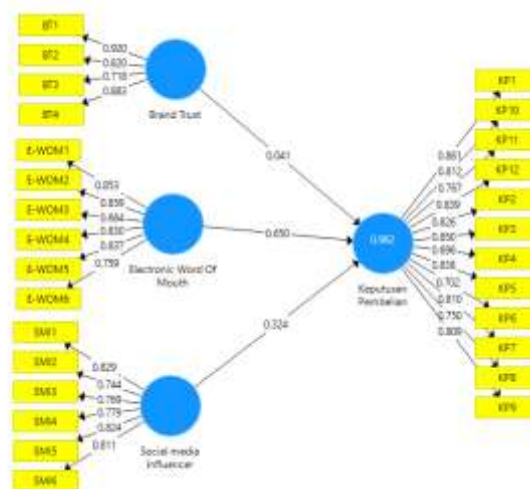 BT1
BT2
BT3
BT4
0.920
0.820
0.718
0.883
Brand Trust
E-WOM1
E-WOM2
E-WOM3
E-WOM4
E-WOM5
E-WOM6
0.853
0.859
0.664
0.830
0.837
0.759
Electronic Word Of
Mouth
SMI1
SMI2
SMI3
SMI4
SMI5
SMI6
0.829
0.744
0.769
0.779
0.824
0.811
Social media
influencer
0.041
0.650
0.324
0.962
Keputusan
Pembelian
0.861
0.812
0.767
0.839
0.826
0.850
0.696
0.838
0.702
0.810
0.750
0.809
KP1
KP10
KP11
KP12
KP2
KP3
KP4
KP5
KP6
KP7
KP8
KP9